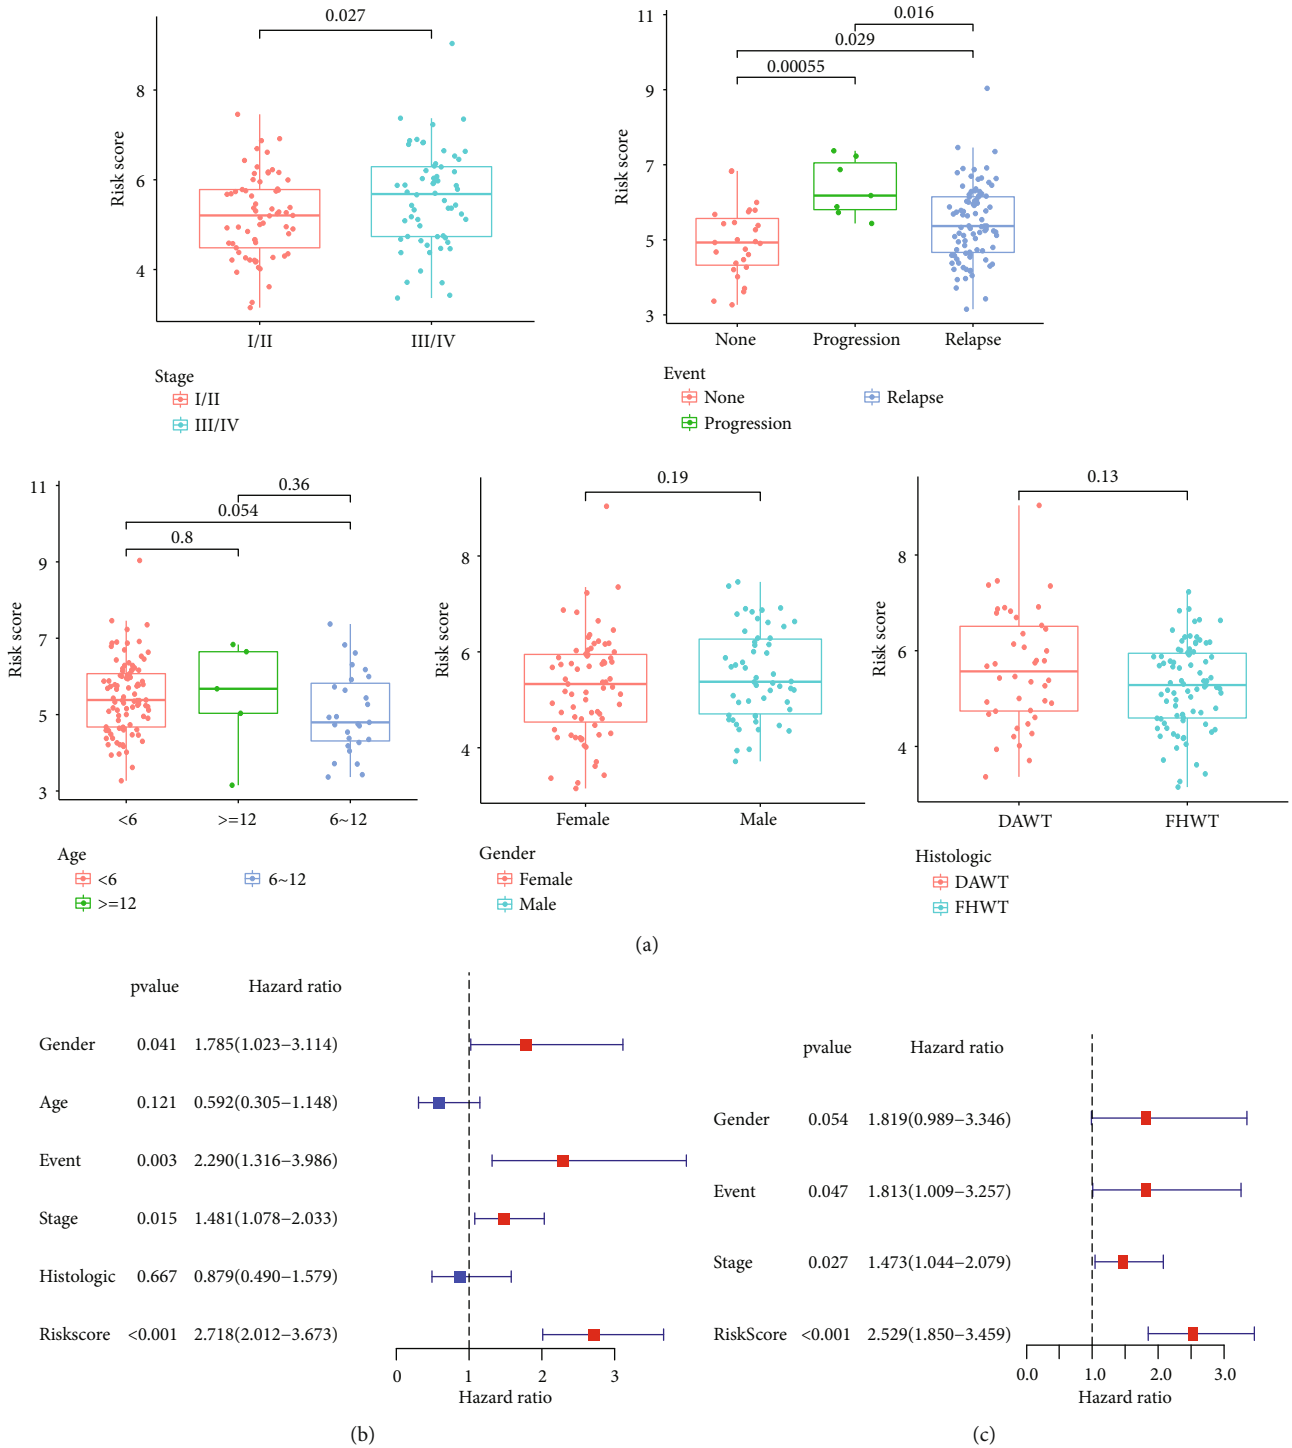 0.027
Risk score
8
6
4
I/II III/IV
Stage
I/II
III/IV
0.016
0.029
0.00055
Risk score
11
9
7
5
3
None Progression Relapse
Event
None Relapse
Progression
0.36
0.054
0.8
Risk score
11
9
7
5
3
<6 >=12 6~12
Age
<6 6~12
>=12
0.19
Risk score
8
6
4
Female Male
Gender
Female
Male
0.13
Risk score
8
6
4
DAWT FHWT
Histologic
DAWT
FHWT
(a)
pvalue Hazard ratio
Gender 0.041 1.785(1.023−3.114)
Age 0.121 0.592(0.305−1.148)
Event 0.003 2.290(1.316−3.986)
Stage 0.015 1.481(1.078−2.033)
Histologic 0.667 0.879(0.490−1.579)
Riskscore <0.001 2.718(2.012−3.673)
0 1 2 3
Hazard ratio
(b)
pvalue Hazard ratio
Gender 0.054 1.819(0.989−3.346)
Event 0.047 1.813(1.009−3.257)
Stage 0.027 1.473(1.044−2.079)
RiskScore <0.001 2.529(1.850−3.459)
0.0 1.0 2.0 3.0
Hazard ratio
(c)